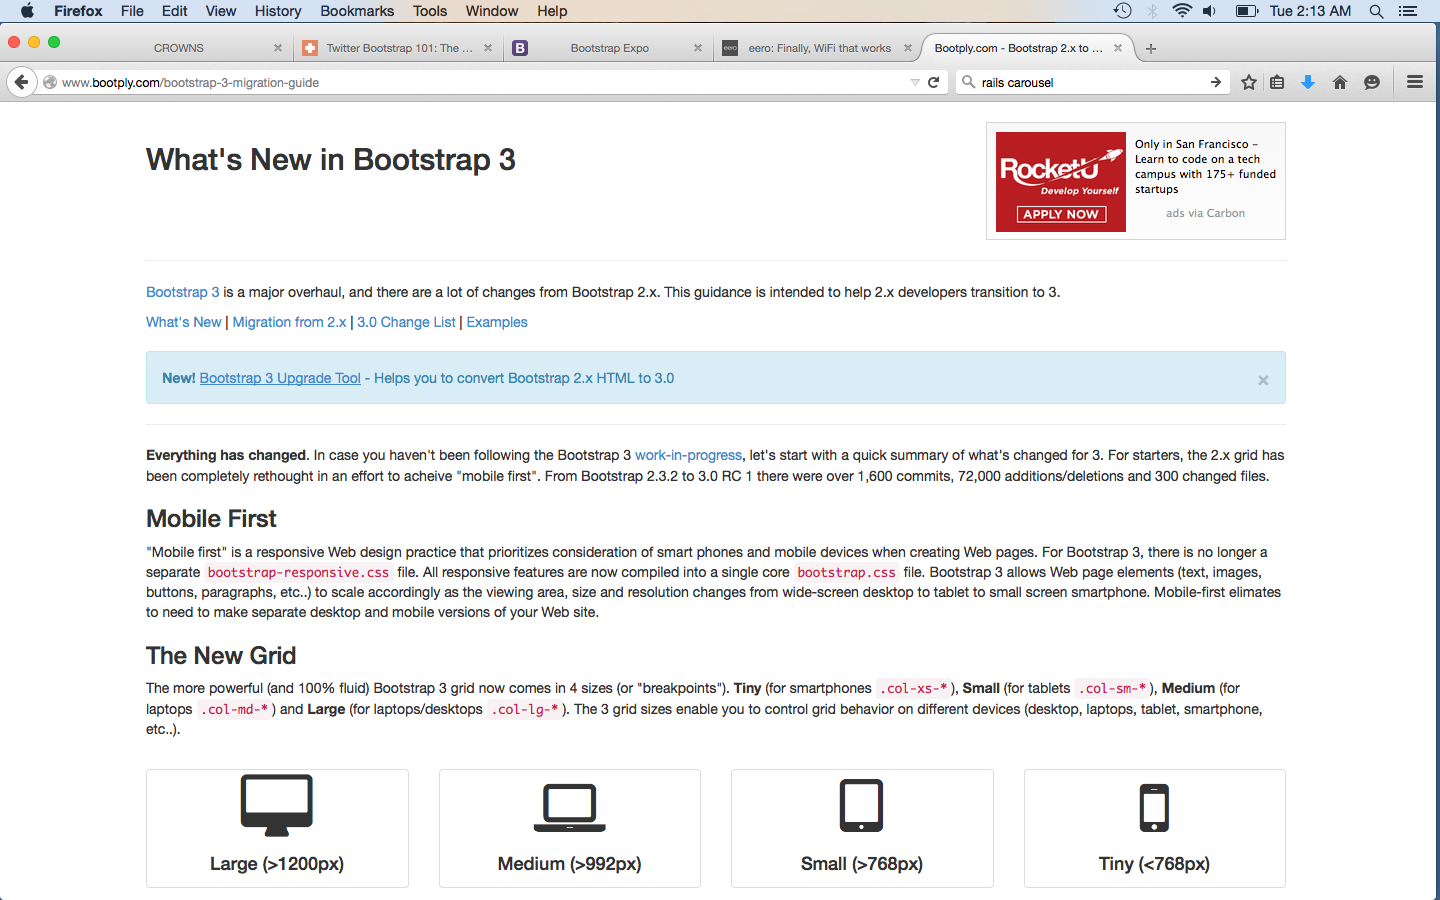 Firefox File Edit View History Bookmarks Tools Window Help Tue 2:13 AM
CROWNS Twitter Bootstrap 101: The ... Bootstrap Expo eero eero: Finally, WiFi that works Bootply.com - Bootstrap 2.x to ...
www.bootply.com/bootstrap-3-migration-guide rails carousel
What's New in Bootstrap 3
RocketU
Develop Yourself
APPLY NOW
Only in San Francisco -
Learn to code on a tech
campus with 175+ funded
startups
ads via Carbon
Bootstrap 3 is a major overhaul, and there are a lot of changes from Bootstrap 2.x. This guidance is intended to help 2.x developers transition to 3.
What's New | Migration from 2.x | 3.0 Change List | Examples
New! Bootstrap 3 Upgrade Tool - Helps you to convert Bootstrap 2.x HTML to 3.0 ×
Everything has changed. In case you haven't been following the Bootstrap 3 work-in-progress, let's start with a quick summary of what's changed for 3. For starters, the 2.x grid has
been completely rethought in an effort to acheive "mobile first". From Bootstrap 2.3.2 to 3.0 RC 1 there were over 1,600 commits, 72,000 additions/deletions and 300 changed files.
Mobile First
"Mobile first" is a responsive Web design practice that prioritizes consideration of smart phones and mobile devices when creating Web pages. For Bootstrap 3, there is no longer a
separate bootstrap-responsive.css file. All responsive features are now compiled into a single core bootstrap.css file. Bootstrap 3 allows Web page elements (text, images,
buttons, paragraphs, etc..) to scale accordingly as the viewing area, size and resolution changes from wide-screen desktop to tablet to small screen smartphone. Mobile-first elimates
to need to make separate desktop and mobile versions of your Web site.
The New Grid
The more powerful (and 100% fluid) Bootstrap 3 grid now comes in 4 sizes (or "breakpoints"). Tiny (for smartphones .col-xs-* ), Small (for tablets .col-sm-* ), Medium (for
laptops .col-md-* ) and Large (for laptops/desktops .col-lg-* ). The 3 grid sizes enable you to control grid behavior on different devices (desktop, laptops, tablet, smartphone,
etc..).
Large (>1200px) Medium (>992px) Small (>768px) Tiny (<768px)